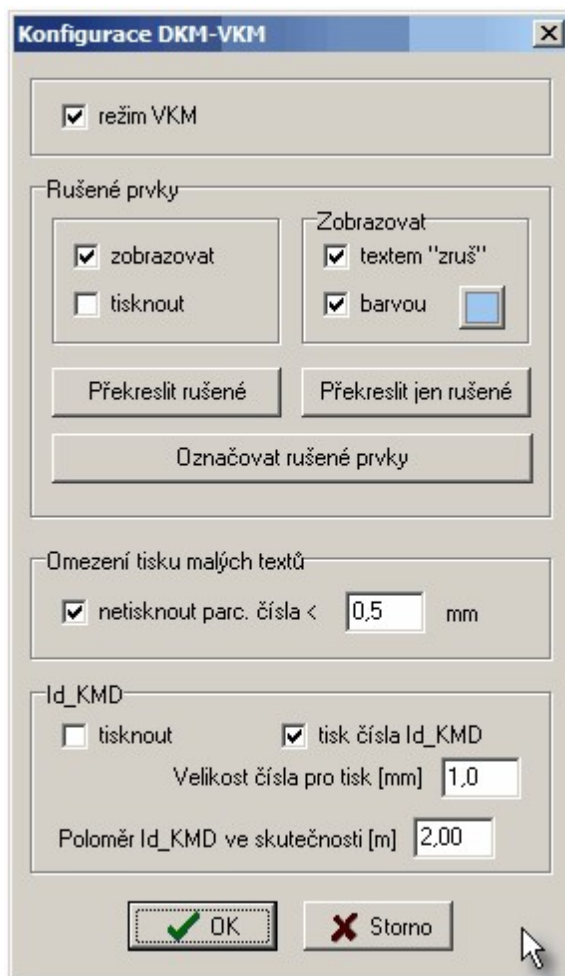 Konfigurace DKM-VKM
režim VKM
Rušené prvky
zobrazovat
tisknout
Zobrazovat
textem "zruš"
barvou
Překreslit rušené
Překreslit jen rušené
Označovat rušené prvky
Omezení tisku malých textů
netisknout parc. čísla < 0,5 mm
Id_KMD
tisknout
tisk čísla Id_KMD
Velikost čísla pro tisk [mm] 1,0
Poloměr Id_KMD ve skutečnosti [m] 2,00
OK
Storno